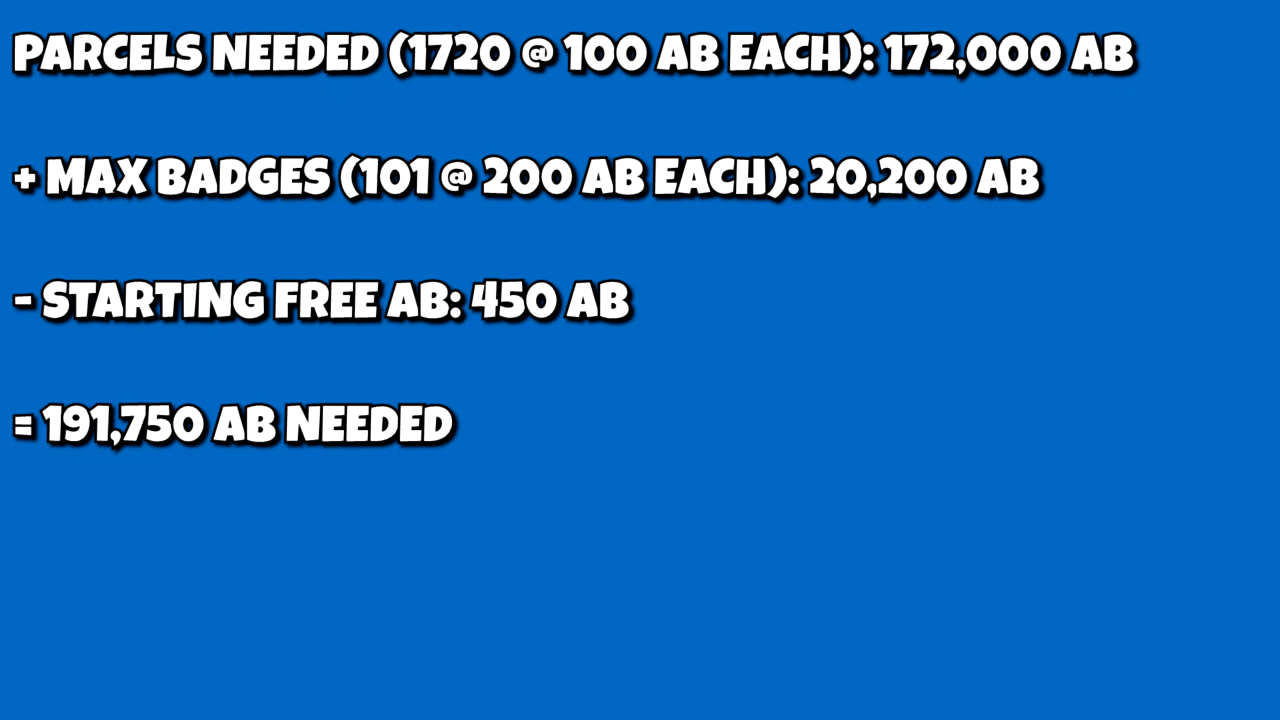 PARCELS NEEDED (1720 @ 100 AB EACH): 172,000 AB
+ MAX BADGES (101 @ 200 AB EACH): 20,200 AB
- STARTING FREE AB: 450 AB
= 191,750 AB NEEDED